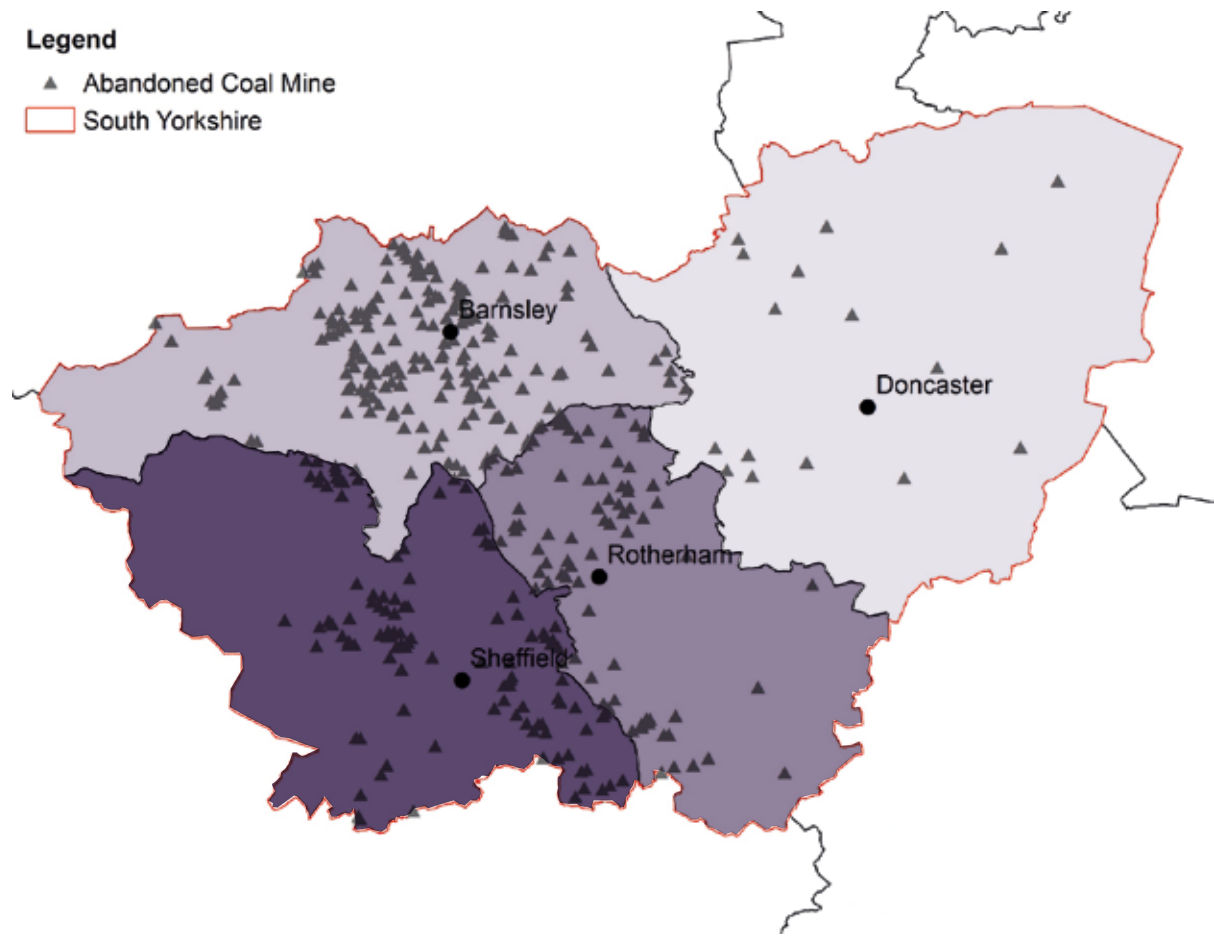 Legend
Abandoned Coal Mine
South Yorkshire
Barnsley
Doncaster
Rotherham
Sheffield